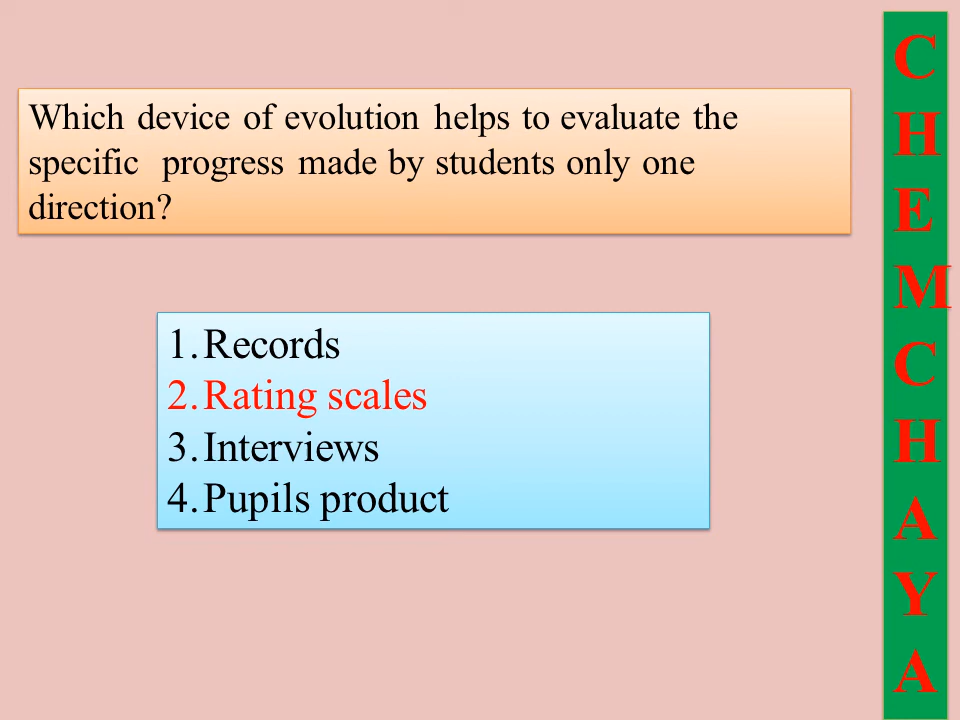 Which device of evolution helps to evaluate the
specific progress made by students only one
direction?
1. Records
2. Rating scales
3. Interviews
4. Pupils product
C
H
E
M
C
H
A
Y
A